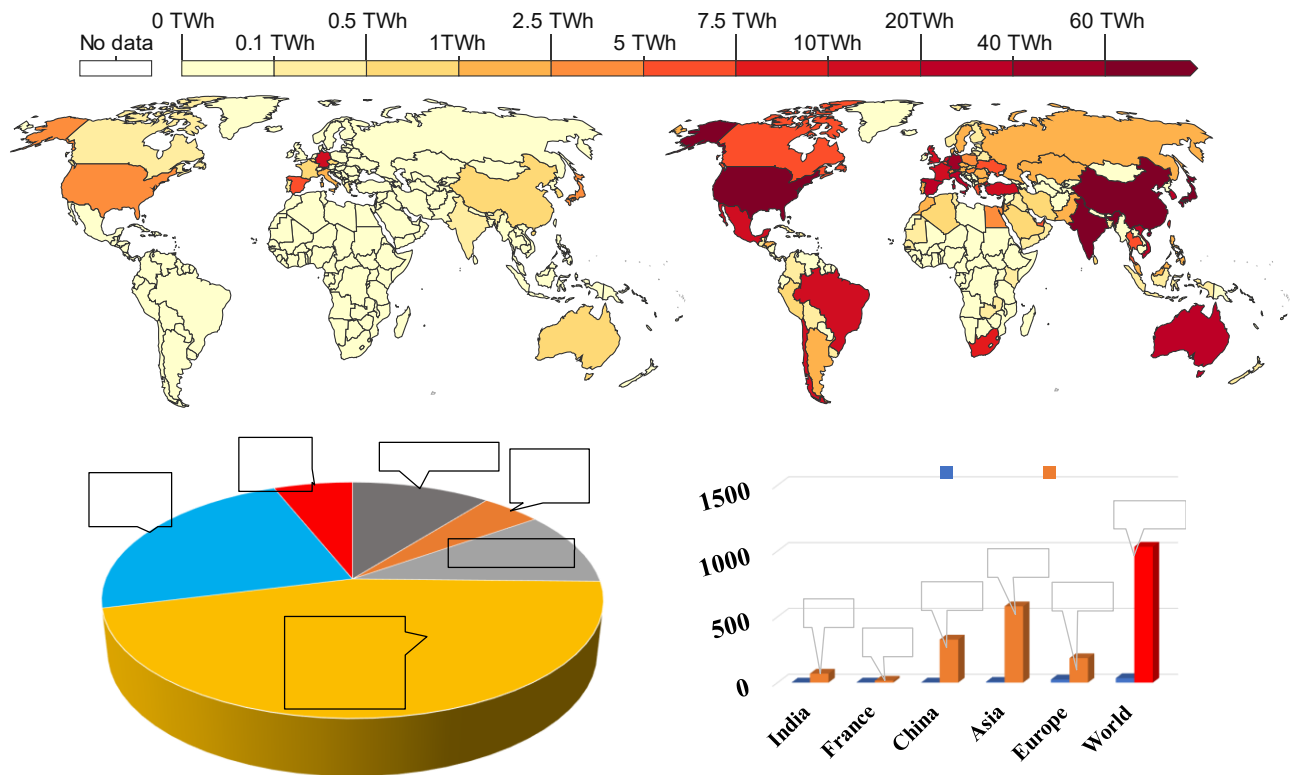 0 TWh 0.5 TWh 2.5 TWh 7.5 TWh 20TWh 60 TWh
No data 0.1 TWh 1TWh 5 TWh 10TWh 40 TWh
1500
1000
500
0
India France China Asia Europe World